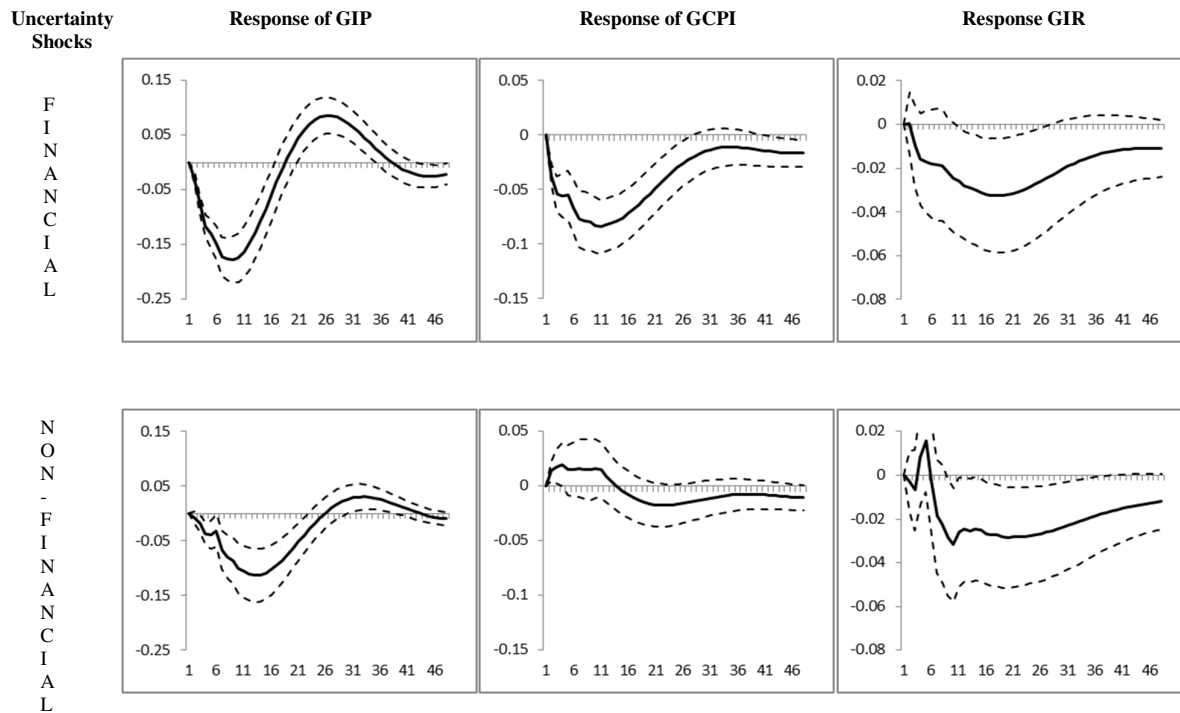 Uncertainty Shocks
Response of GIP
Response of GCPI
Response GIR
FINANCIAL
0.15
0.05
-0.05
-0.15
-0.25
1 6 11 16 21 26 31 36 41 46
0.05
0
-0.05
-0.1
-0.15
1 6 11 16 21 26 31 36 41 46
0.02
0
-0.02
-0.04
-0.06
-0.08
1 6 11 16 21 26 31 36 41 46
NON-FINANCIAL
0.15
0.05
-0.05
-0.15
-0.25
1 6 11 16 21 26 31 36 41 46
0.05
0
-0.05
-0.1
-0.15
1 6 11 16 21 26 31 36 41 46
0.02
0
-0.02
-0.04
-0.06
-0.08
1 6 11 16 21 26 31 36 41 46